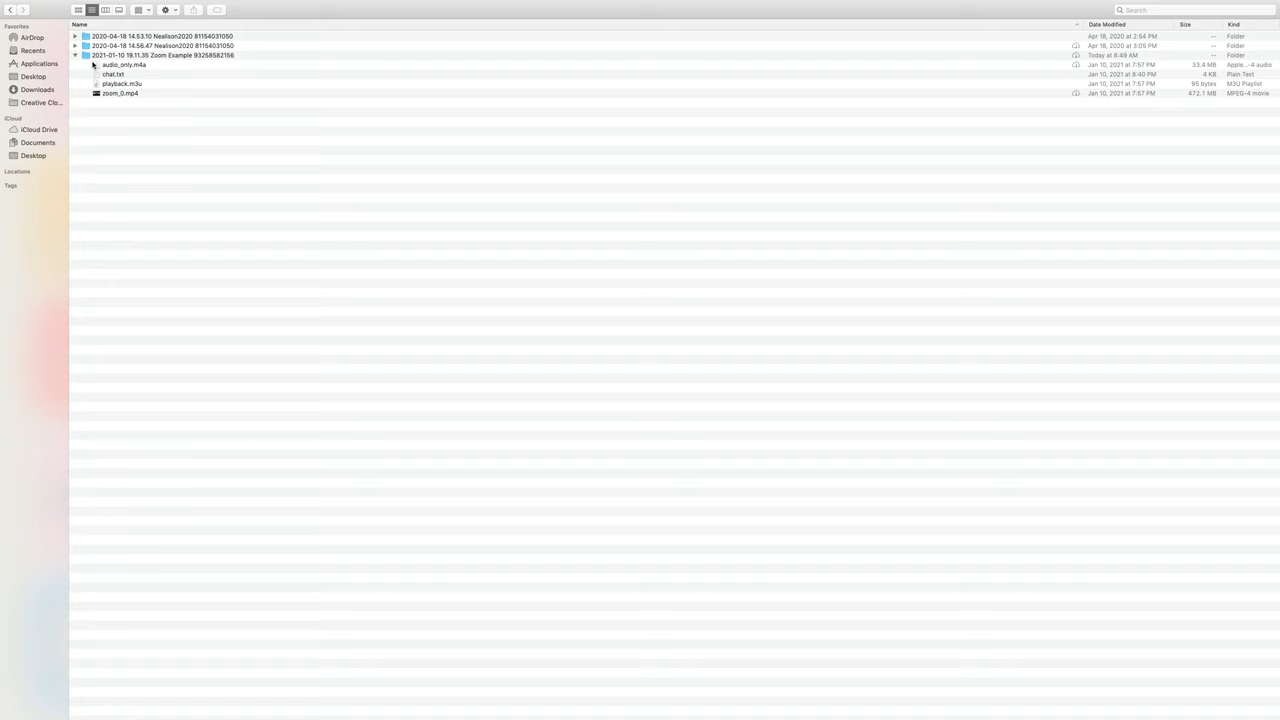 Search
Favorites
AirDrop
Recents
Applications
Desktop
Downloads
Creative Clo...
iCloud
iCloud Drive
Documents
Desktop
Locations
Tags
Name Date Modified Size Kind
2020-04-18 14.53.10 Nealison2020 81154031050 Apr 18, 2020 at 2:54 PM -- Folder
2020-04-18 14.56.47 Nealison2020 81154031050 Apr 18, 2020 at 3:05 PM -- Folder
2021-01-10 19.11.35 Zoom Example 93258582156 Today at 8:49 AM -- Folder
audio_only.m4a Jan 10, 2021 at 7:57 PM 33.4 MB Apple...-4 audio
chat.txt Jan 10, 2021 at 8:40 PM 4 KB Plain Text
playback.m3u Jan 10, 2021 at 7:57 PM 95 bytes M3U Playlist
zoom_0.mp4 Jan 10, 2021 at 7:57 PM 472.1 MB MPEG-4 movie